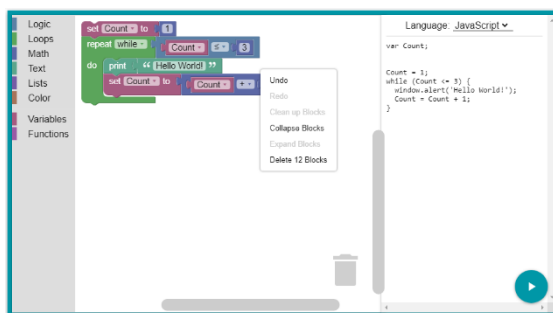 Logic
Loops
Math
Text
Lists
Color
Variables
Functions
set Count to 1
repeat while Count ≤ 3
do print “ Hello World! ”
set Count to Count +
Undo
Redo
Clean up Blocks
Collapse Blocks
Expand Blocks
Delete 12 Blocks
Language: JavaScript
var Count;
Count = 1;
while (Count <= 3) {
window.alert('Hello World!');
Count = Count + 1;
}